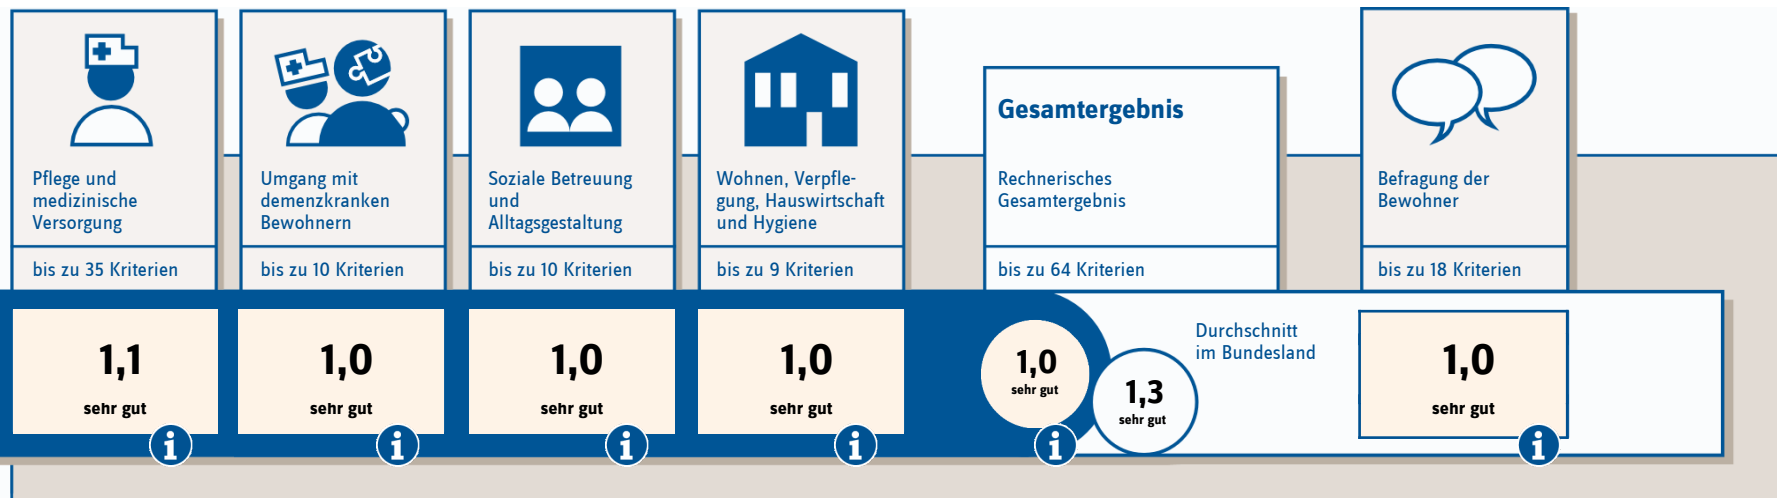 Pflege und
medizinische
Versorgung
bis zu 35 Kriterien
1,1
sehr gut
i
Umgang mit
demenzkranken
Bewohnern
bis zu 10 Kriterien
1,0
sehr gut
i
Soziale Betreuung
und
Alltagsgestaltung
bis zu 10 Kriterien
1,0
sehr gut
i
Wohnen, Verpfle-
gung, Hauswirtschaft
und Hygiene
bis zu 9 Kriterien
1,0
sehr gut
i
Gesamtergebnis
Rechnerisches
Gesamtergebnis
bis zu 64 Kriterien
1,0
sehr gut
i
1,3
sehr gut
Durchschnitt
im Bundesland
Befragung der
Bewohner
bis zu 18 Kriterien
1,0
sehr gut
i